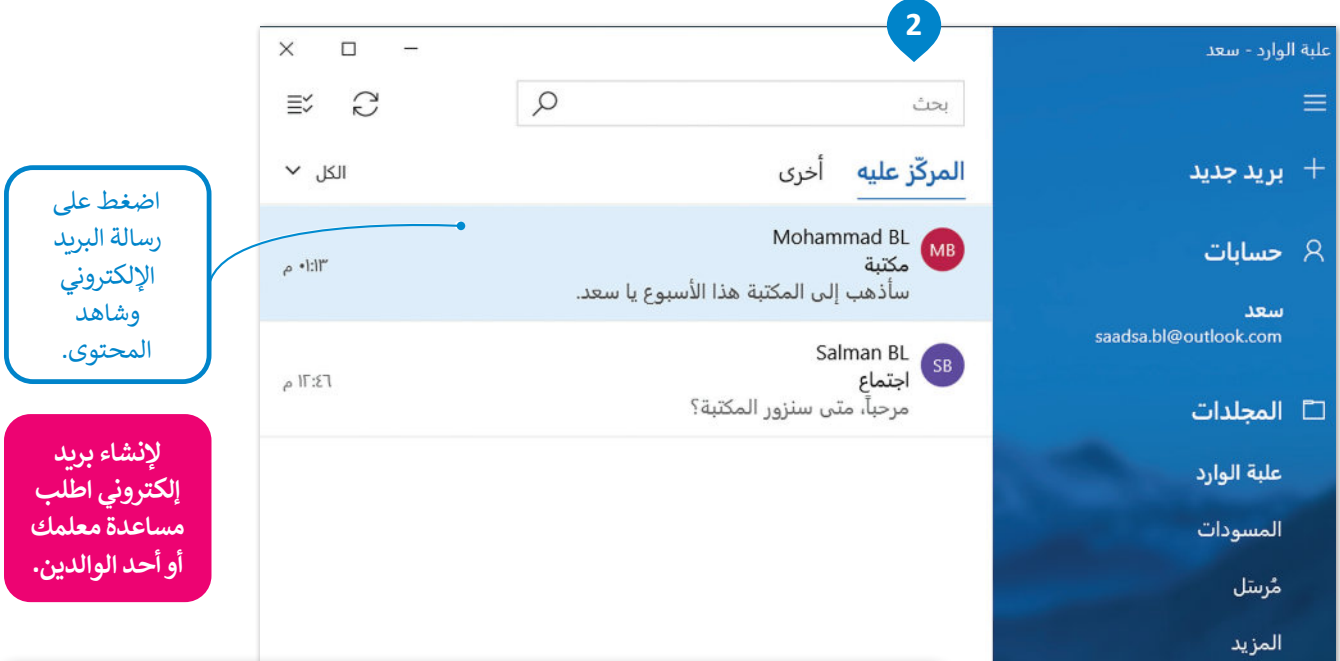 2
علبة الوارد - سعد
بريد جديد
حسابات
سعد
saadsa.bl@outlook.com
المجلدات
علبة الوارد
المسودات
مُرسَل
المزيد
بحث
المركّز عليه
أخرى
الكل
Mohammad BL
MB
مكتبة
٠١:١٣ م
سأذهب إلى المكتبة هذا الأسبوع يا سعد.
Salman BL
SB
اجتماع
١٢:٤٦ م
مرحباً، متى سنزور المكتبة؟
اضغط على
رسالة البريد
الإلكتروني
وشاهد
المحتوى.
لإنشاء بريد
إلكتروني اطلب
مساعدة معلمك
أو أحد الوالدين.